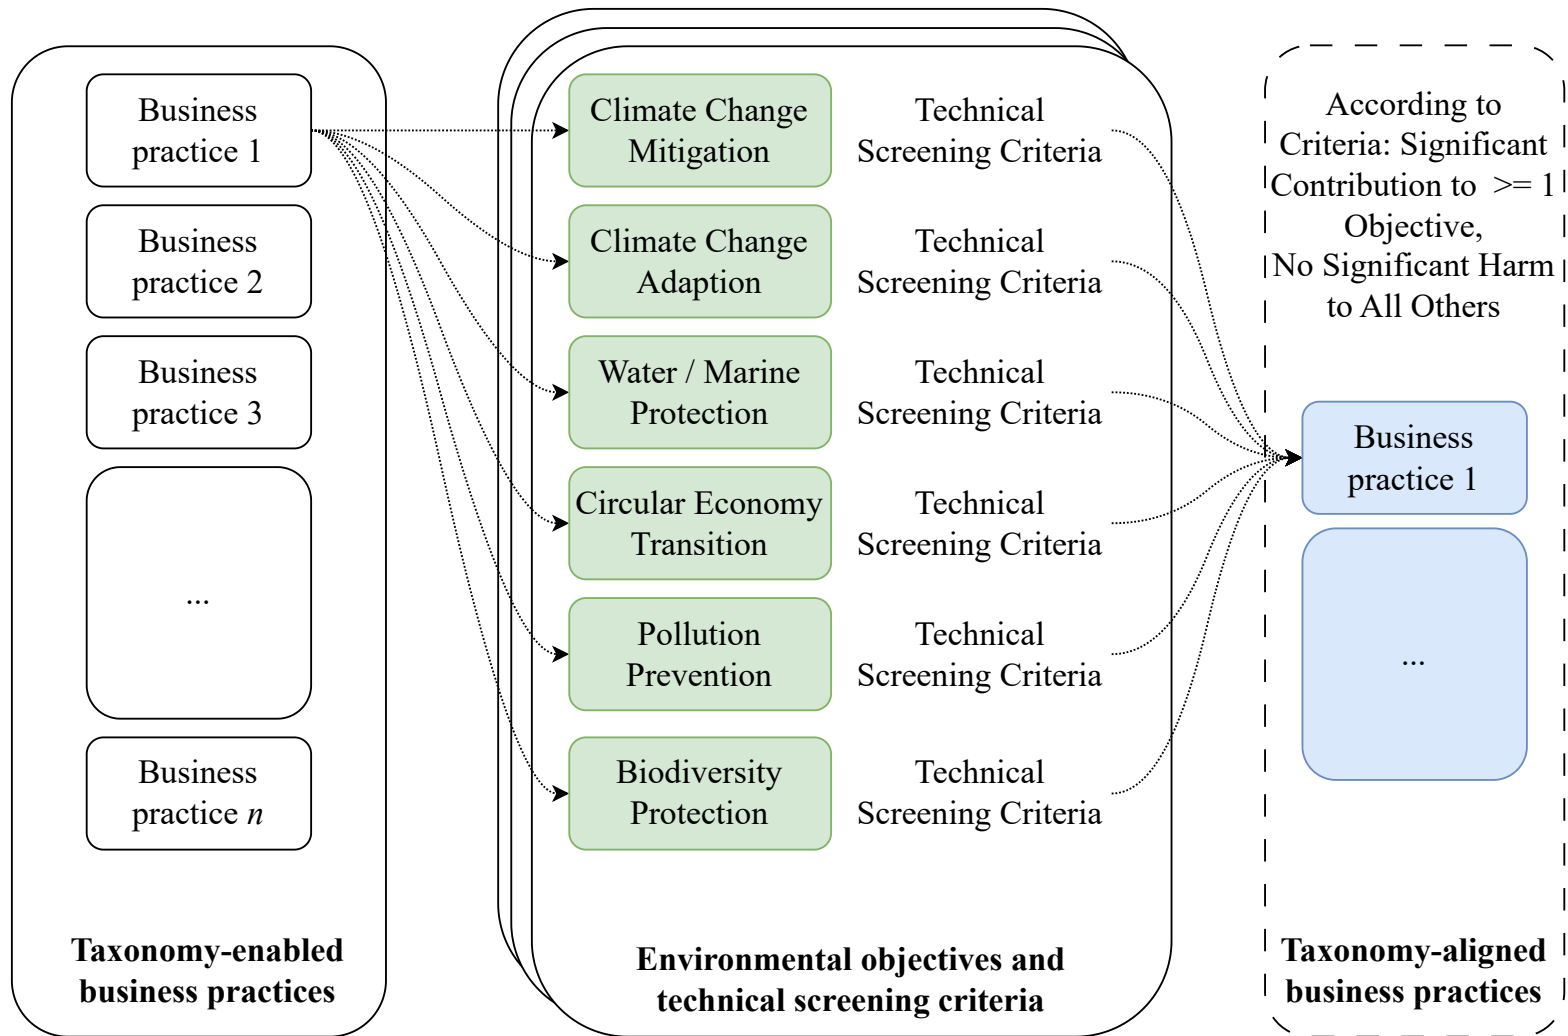 Business
practice 1
Business
practice 2
Business
practice 3
...
Business
practice n
Taxonomy-enabled
business practices
Climate Change
Mitigation
Technical
Screening Criteria
Climate Change
Adaption
Technical
Screening Criteria
Water / Marine
Protection
Technical
Screening Criteria
Circular Economy
Transition
Technical
Screening Criteria
Pollution
Prevention
Technical
Screening Criteria
Biodiversity
Protection
Technical
Screening Criteria
Environmental objectives and
technical screening criteria
According to
Criteria: Significant
Contribution to >= 1
Objective,
No Significant Harm
to All Others
Business
practice 1
...
Taxonomy-aligned
business practices